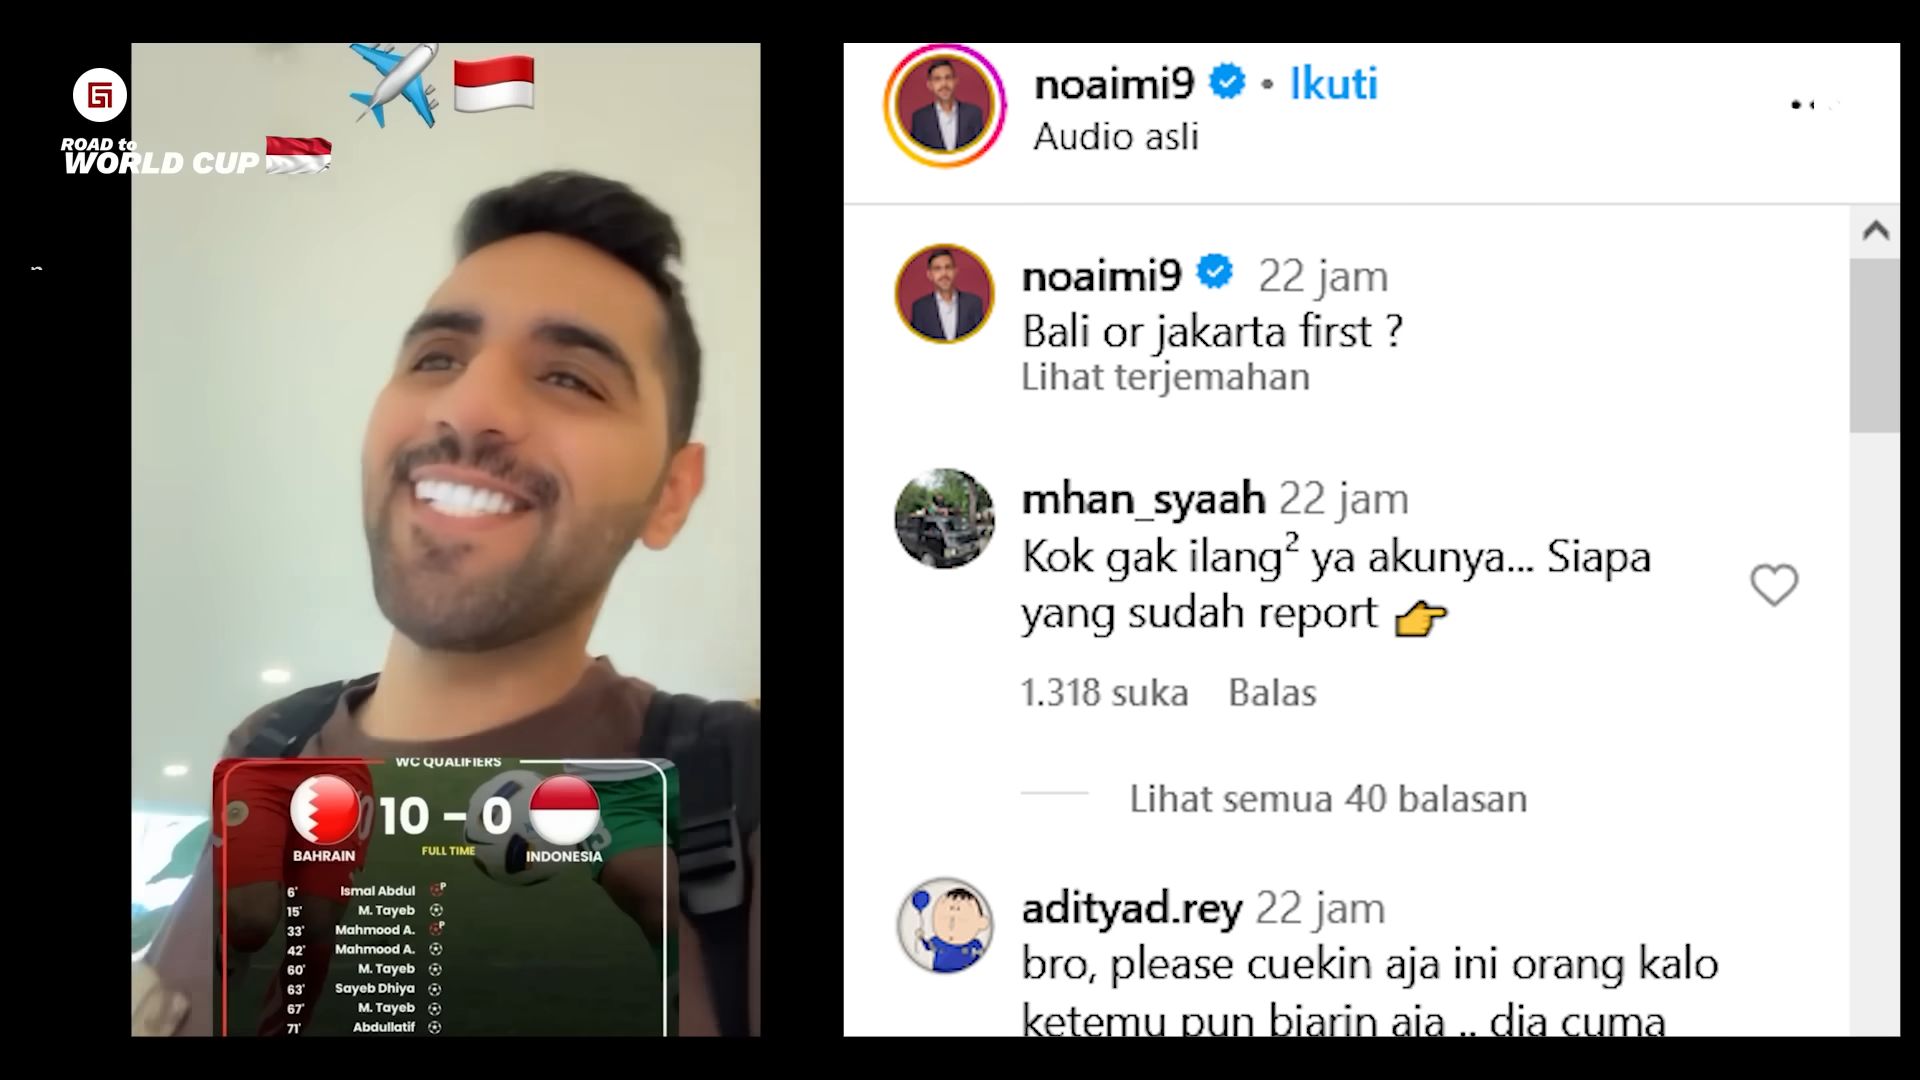 ROAD to
WORLD CUP
WC QUALIFIERS
10 - 0
BAHRAIN
FULL TIME
INDONESIA
6' Ismal Abdul
15' M. Tayeb
33' Mahmood A.
42' Mahmood A.
60' M. Tayeb
63' Sayeb Dhiya
67' M. Tayeb
71' Abdullatif
noaimi9 • Ikuti
Audio asli
noaimi9 22 jam
Bali or jakarta first ?
Lihat terjemahan
mhan_syaah 22 jam
Kok gak ilang² ya akunya... Siapa
yang sudah report 👉
1.318 suka Balas
Lihat semua 40 balasan
adityad.rey 22 jam
bro, please cuekin aja ini orang kalo
ketemu pun biarin aja .. dia cuma